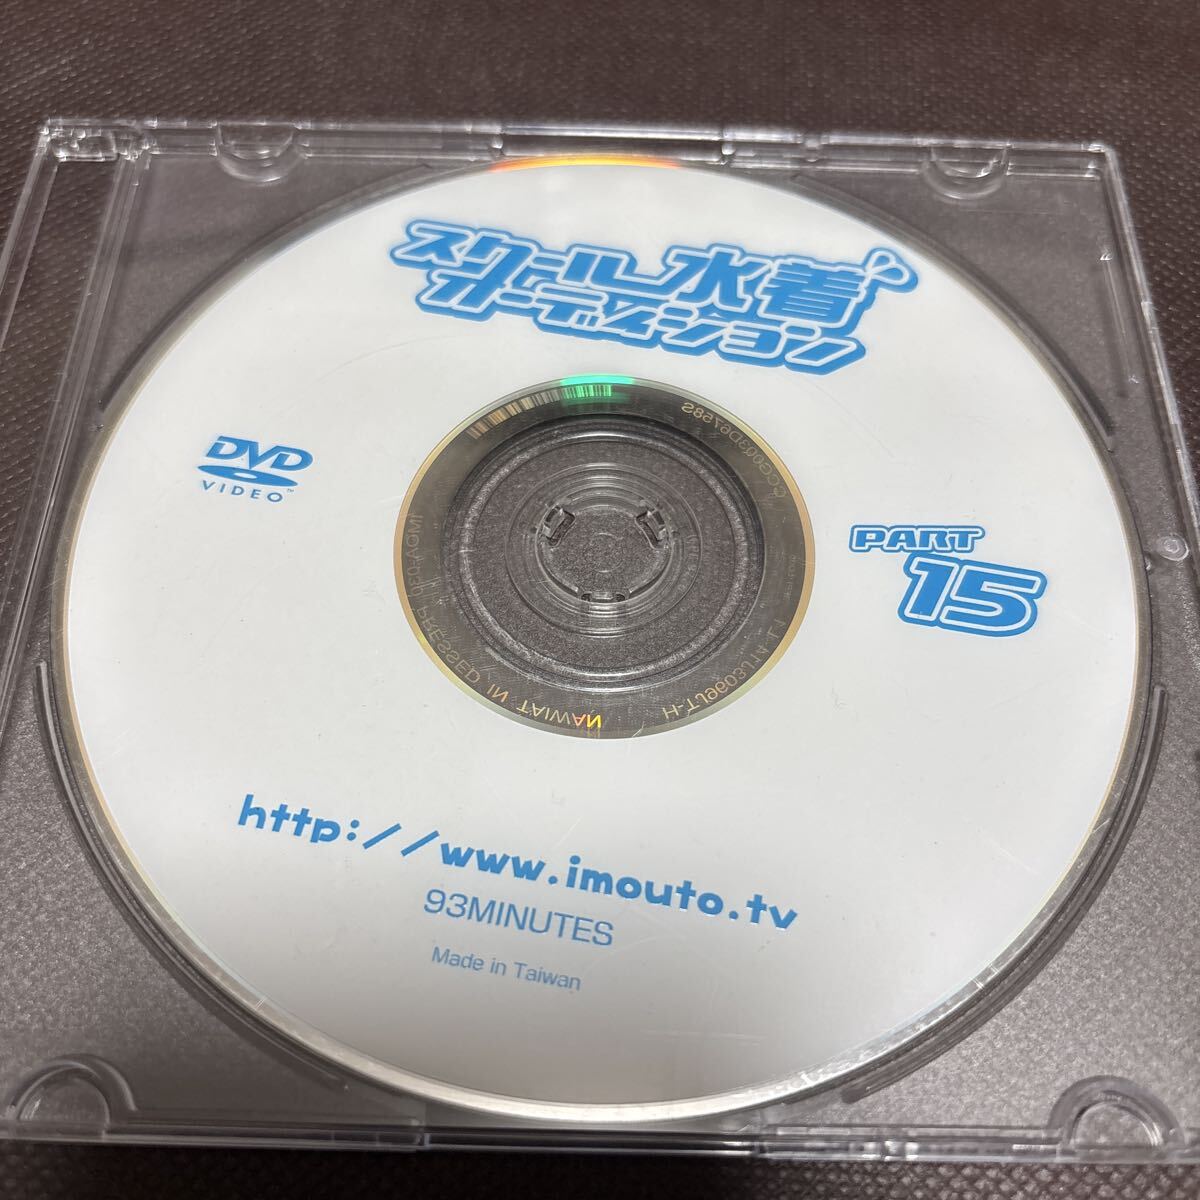 スクール水着
オーディション
DVD
VIDEO™
PART
15
http://www.imouto.tv
93MINUTES
Made in Taiwan